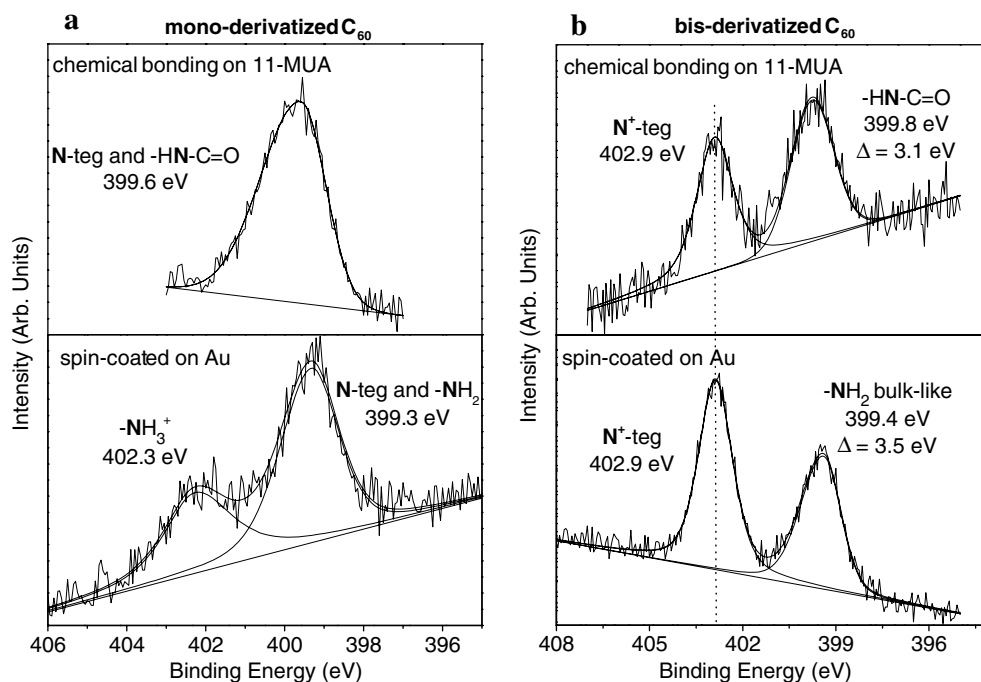 a
mono-derivatized C₆₀
chemical bonding on 11-MUA
N-teg and -HN-C=O
399.6 eV
spin-coated on Au
N-teg and -NH₂
399.3 eV
-NH₃⁺
402.3 eV
406 404 402 400 398 396
Binding Energy (eV)
Intensity (Arb. Units)
b
bis-derivatized C₆₀
chemical bonding on 11-MUA
-HN-C=O
399.8 eV
Δ = 3.1 eV
N⁺-teg
402.9 eV
spin-coated on Au
-NH₂ bulk-like
399.4 eV
Δ = 3.5 eV
N⁺-teg
402.9 eV
408 405 402 399 396
Binding Energy (eV)
Intensity (Arb. Units)